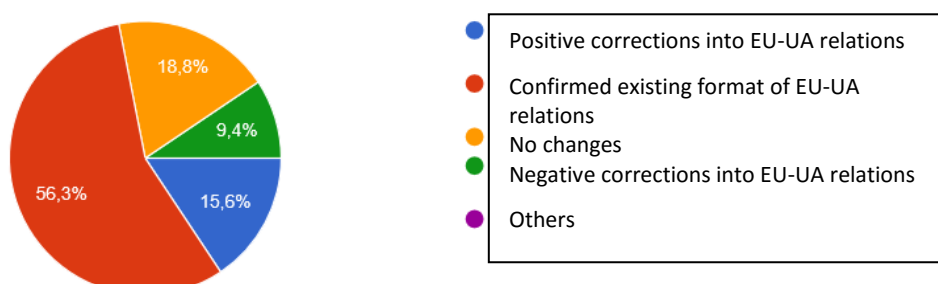 18,8%
9,4%
56,3%
15,6%
Positive corrections into EU-UA relations
Confirmed existing format of EU-UA
relations
No changes
Negative corrections into EU-UA relations
Others